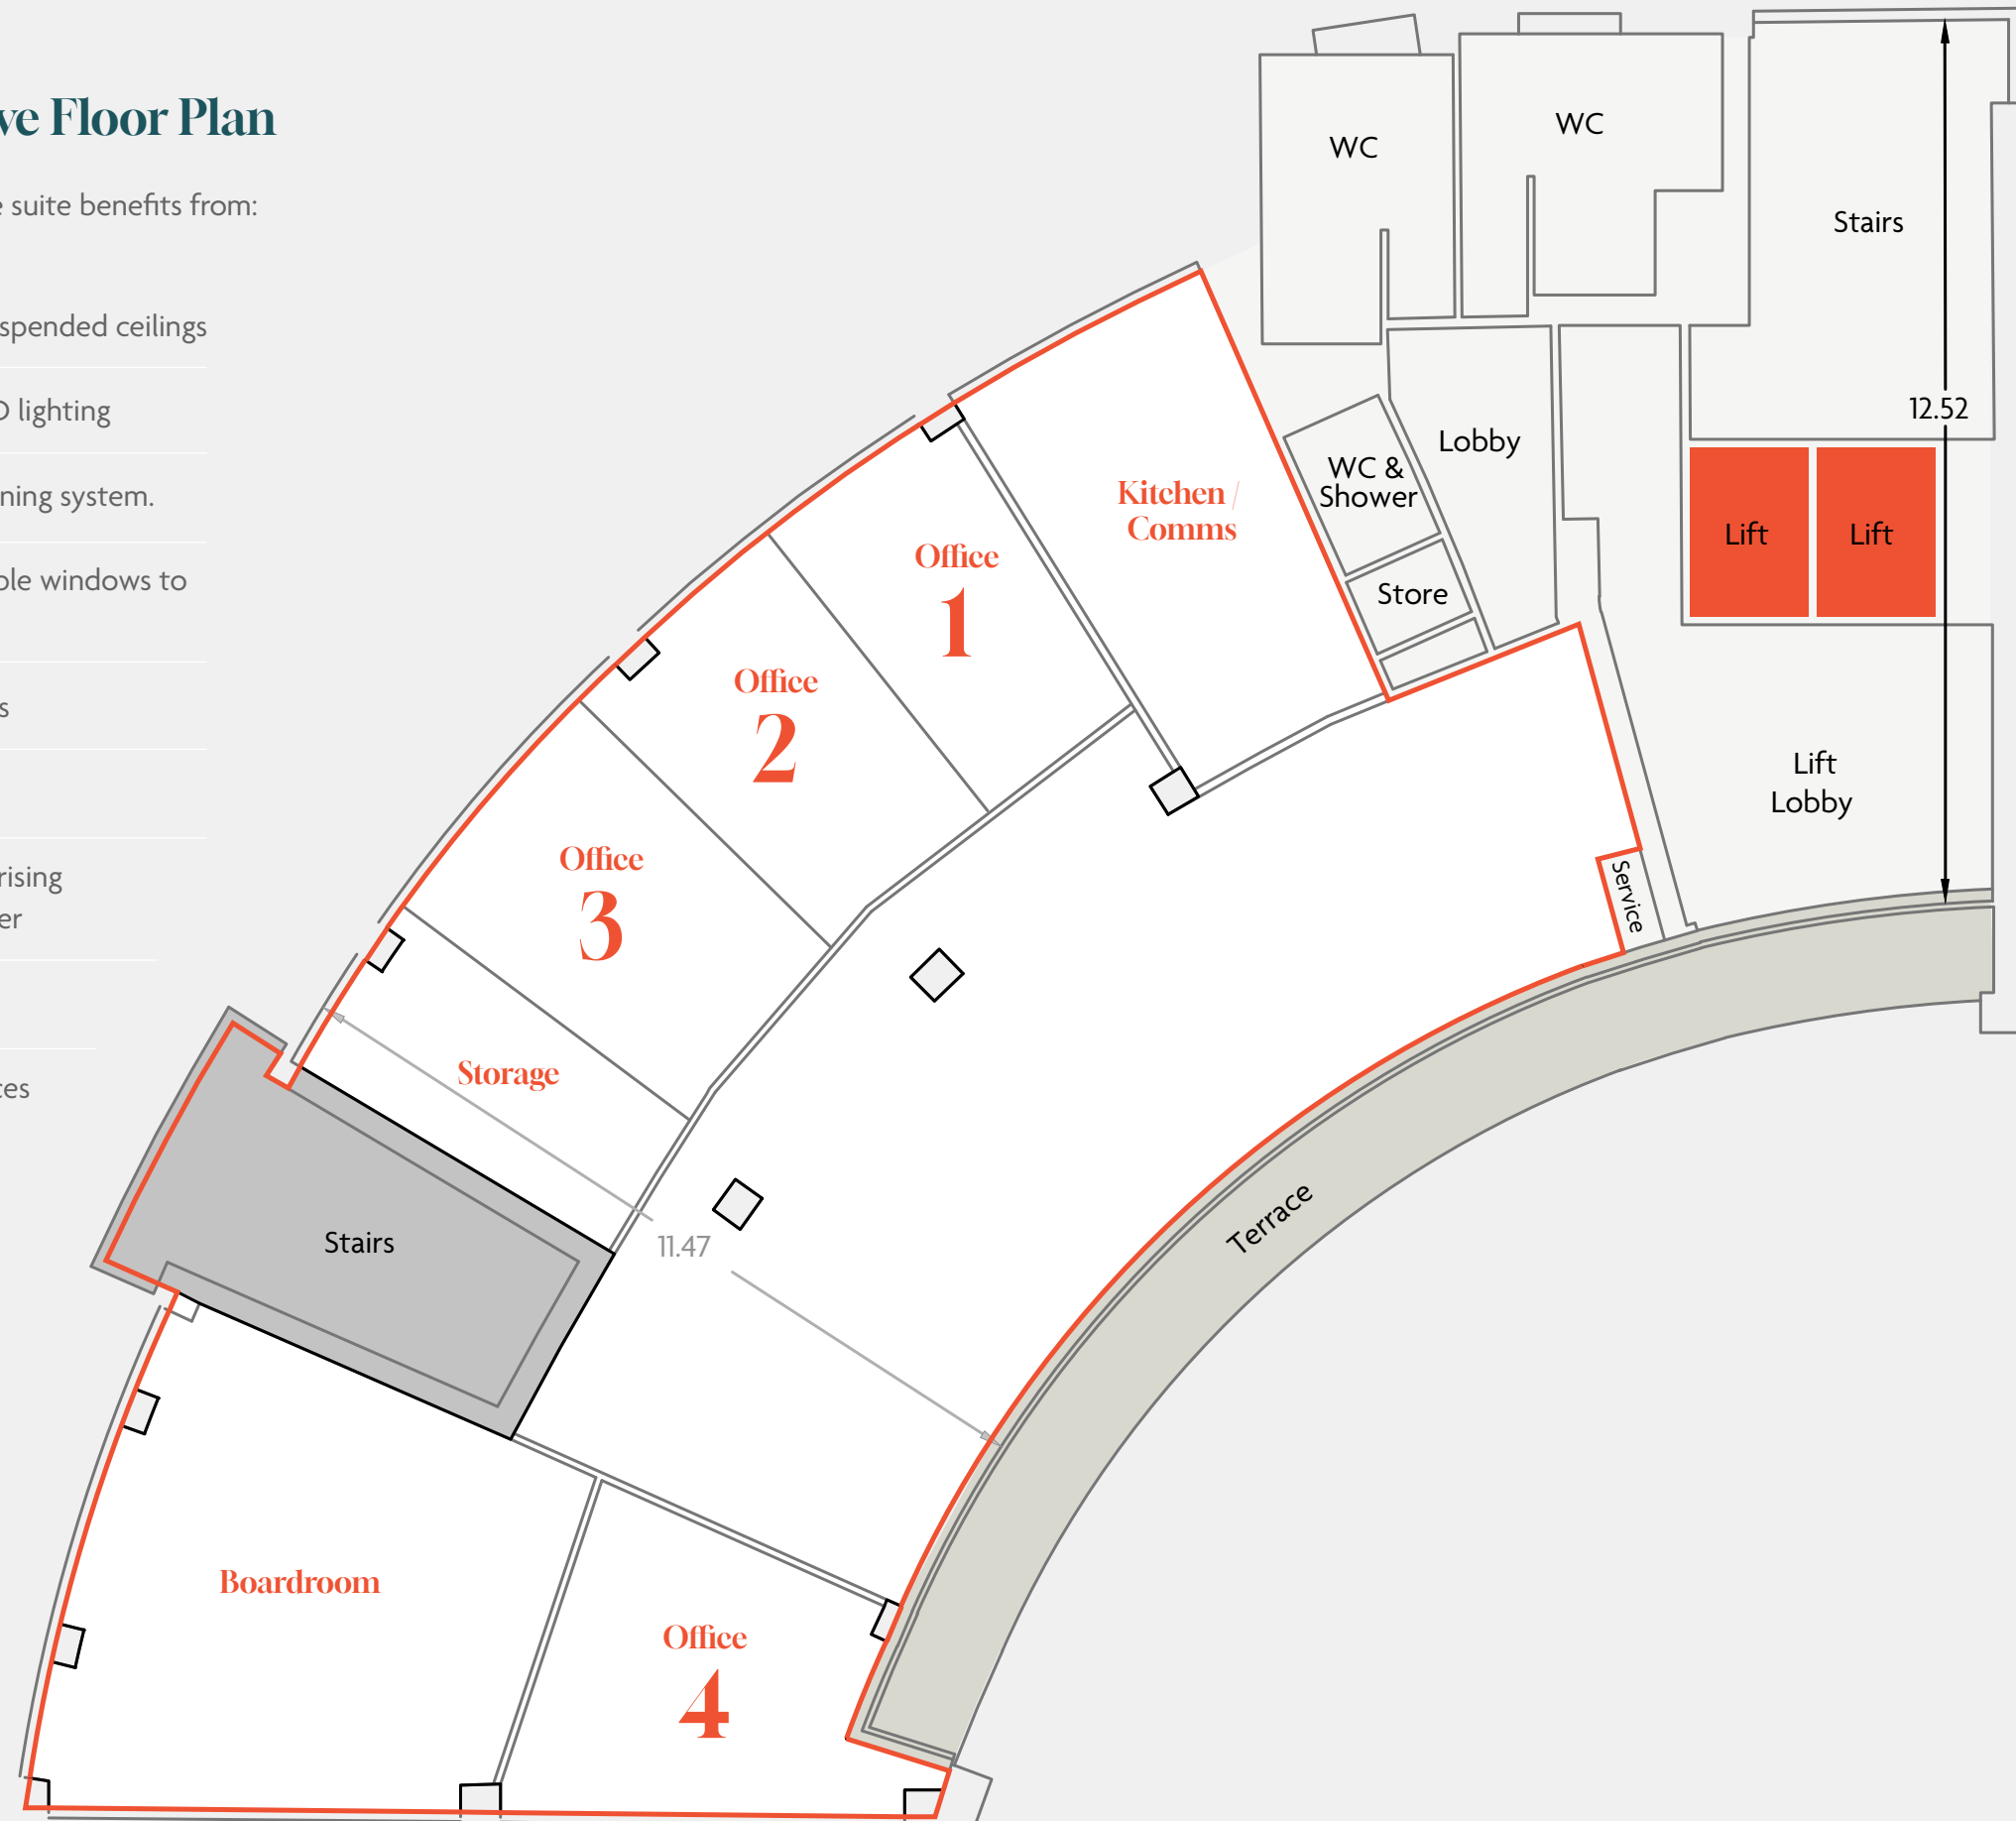 ve Floor Plan
e suite benefits from:
spended ceilings
D lighting
ning system.
ole windows to
s
rising
er
ces
WC
WC
Stairs
12.52
Lobby
WC &
Shower
Store
Lift
Lift
Lift
Lobby
Service
Kitchen /
Comms
Office
1
Office
2
Office
3
Storage
Stairs
11.47
Terrace
Boardroom
Office
4